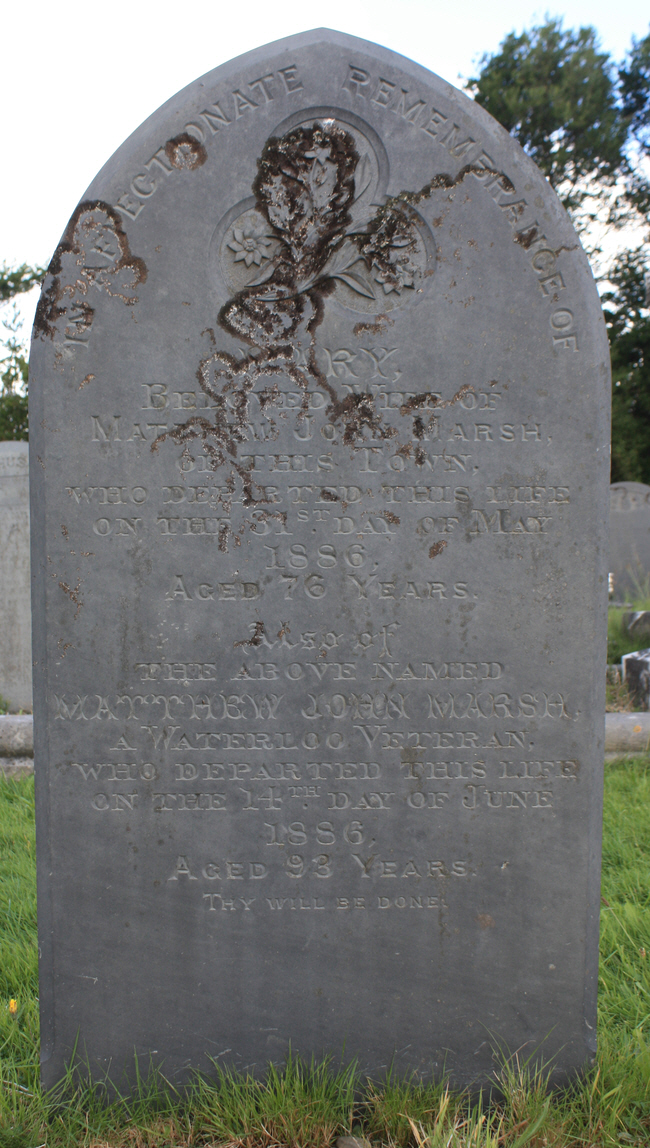 IN AFFECTIONATE REMEMBRANCE OF
MARY,
BELOVED WIFE OF
MATTHEW JOHN MARSH,
OF THIS TOWN,
WHO DEPARTED THIS LIFE
ON THE 31ST DAY OF MAY
1886.
AGED 76 YEARS.
Also of
THE ABOVE NAMED
MATTHEW JOHN MARSH,
A WATERLOO VETERAN.
WHO DEPARTED THIS LIFE
ON THE 14TH DAY OF JUNE
1886.
AGED 93 YEARS.
THY WILL BE DONE.